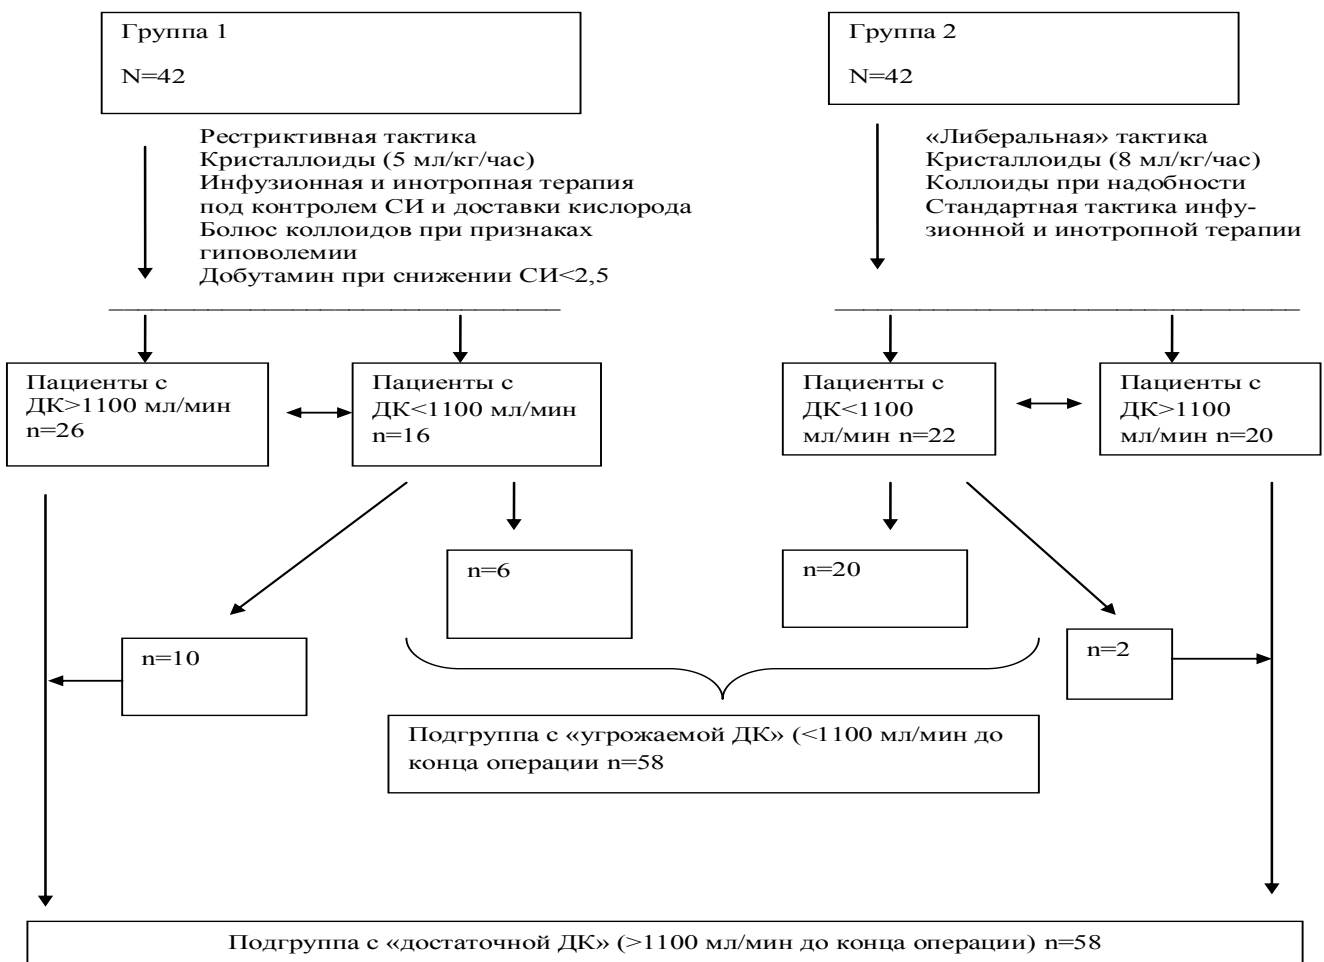 Группа 1
N=42
Группа 2
N=42
Рестриктивная тактика
Кристаллоиды (5 мл/кг/час)
Инфузионная и инотропная терапия
под контролем СИ и доставки кислорода
Болюс коллоидов при признаках
гиповолемии
Добутамин при снижении СИ<2,5
«Либеральная» тактика
Кристаллоиды (8 мл/кг/час)
Коллоиды при надобности
Стандартная тактика инфу-
зионной и инотропной терапии
Пациенты с
ДК>1100 мл/мин
n=26
Пациенты с
ДК<1100 мл/мин
n=16
Пациенты с
ДК<1100
мл/мин n=22
Пациенты с
ДК>1100
мл/мин n=20
n=6
n=20
n=10
n=2
Подгруппа с «угрожаемой ДК» (<1100 мл/мин до
конца операции n=58
Подгруппа с «достаточной ДК» (>1100 мл/мин до конца операции) n=58